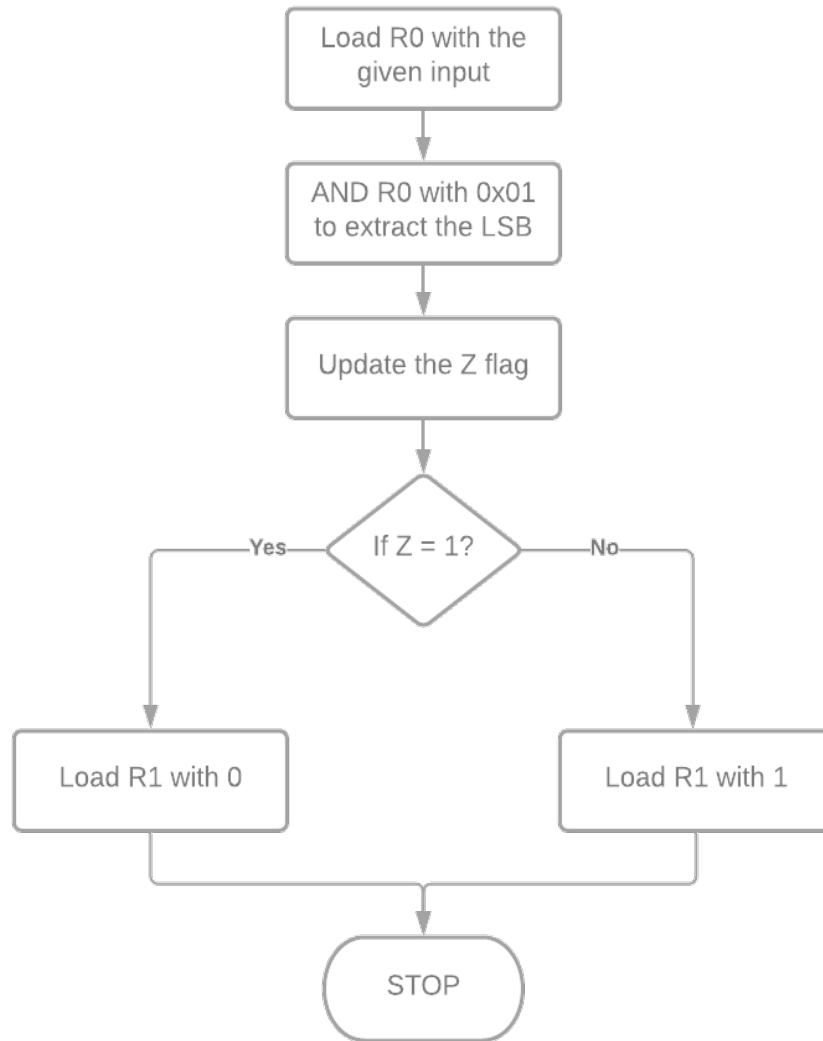 Load R0 with the
given input
AND R0 with 0x01
to extract the LSB
Update the Z flag
If Z = 1?
Yes
No
Load R1 with 0
Load R1 with 1
STOP